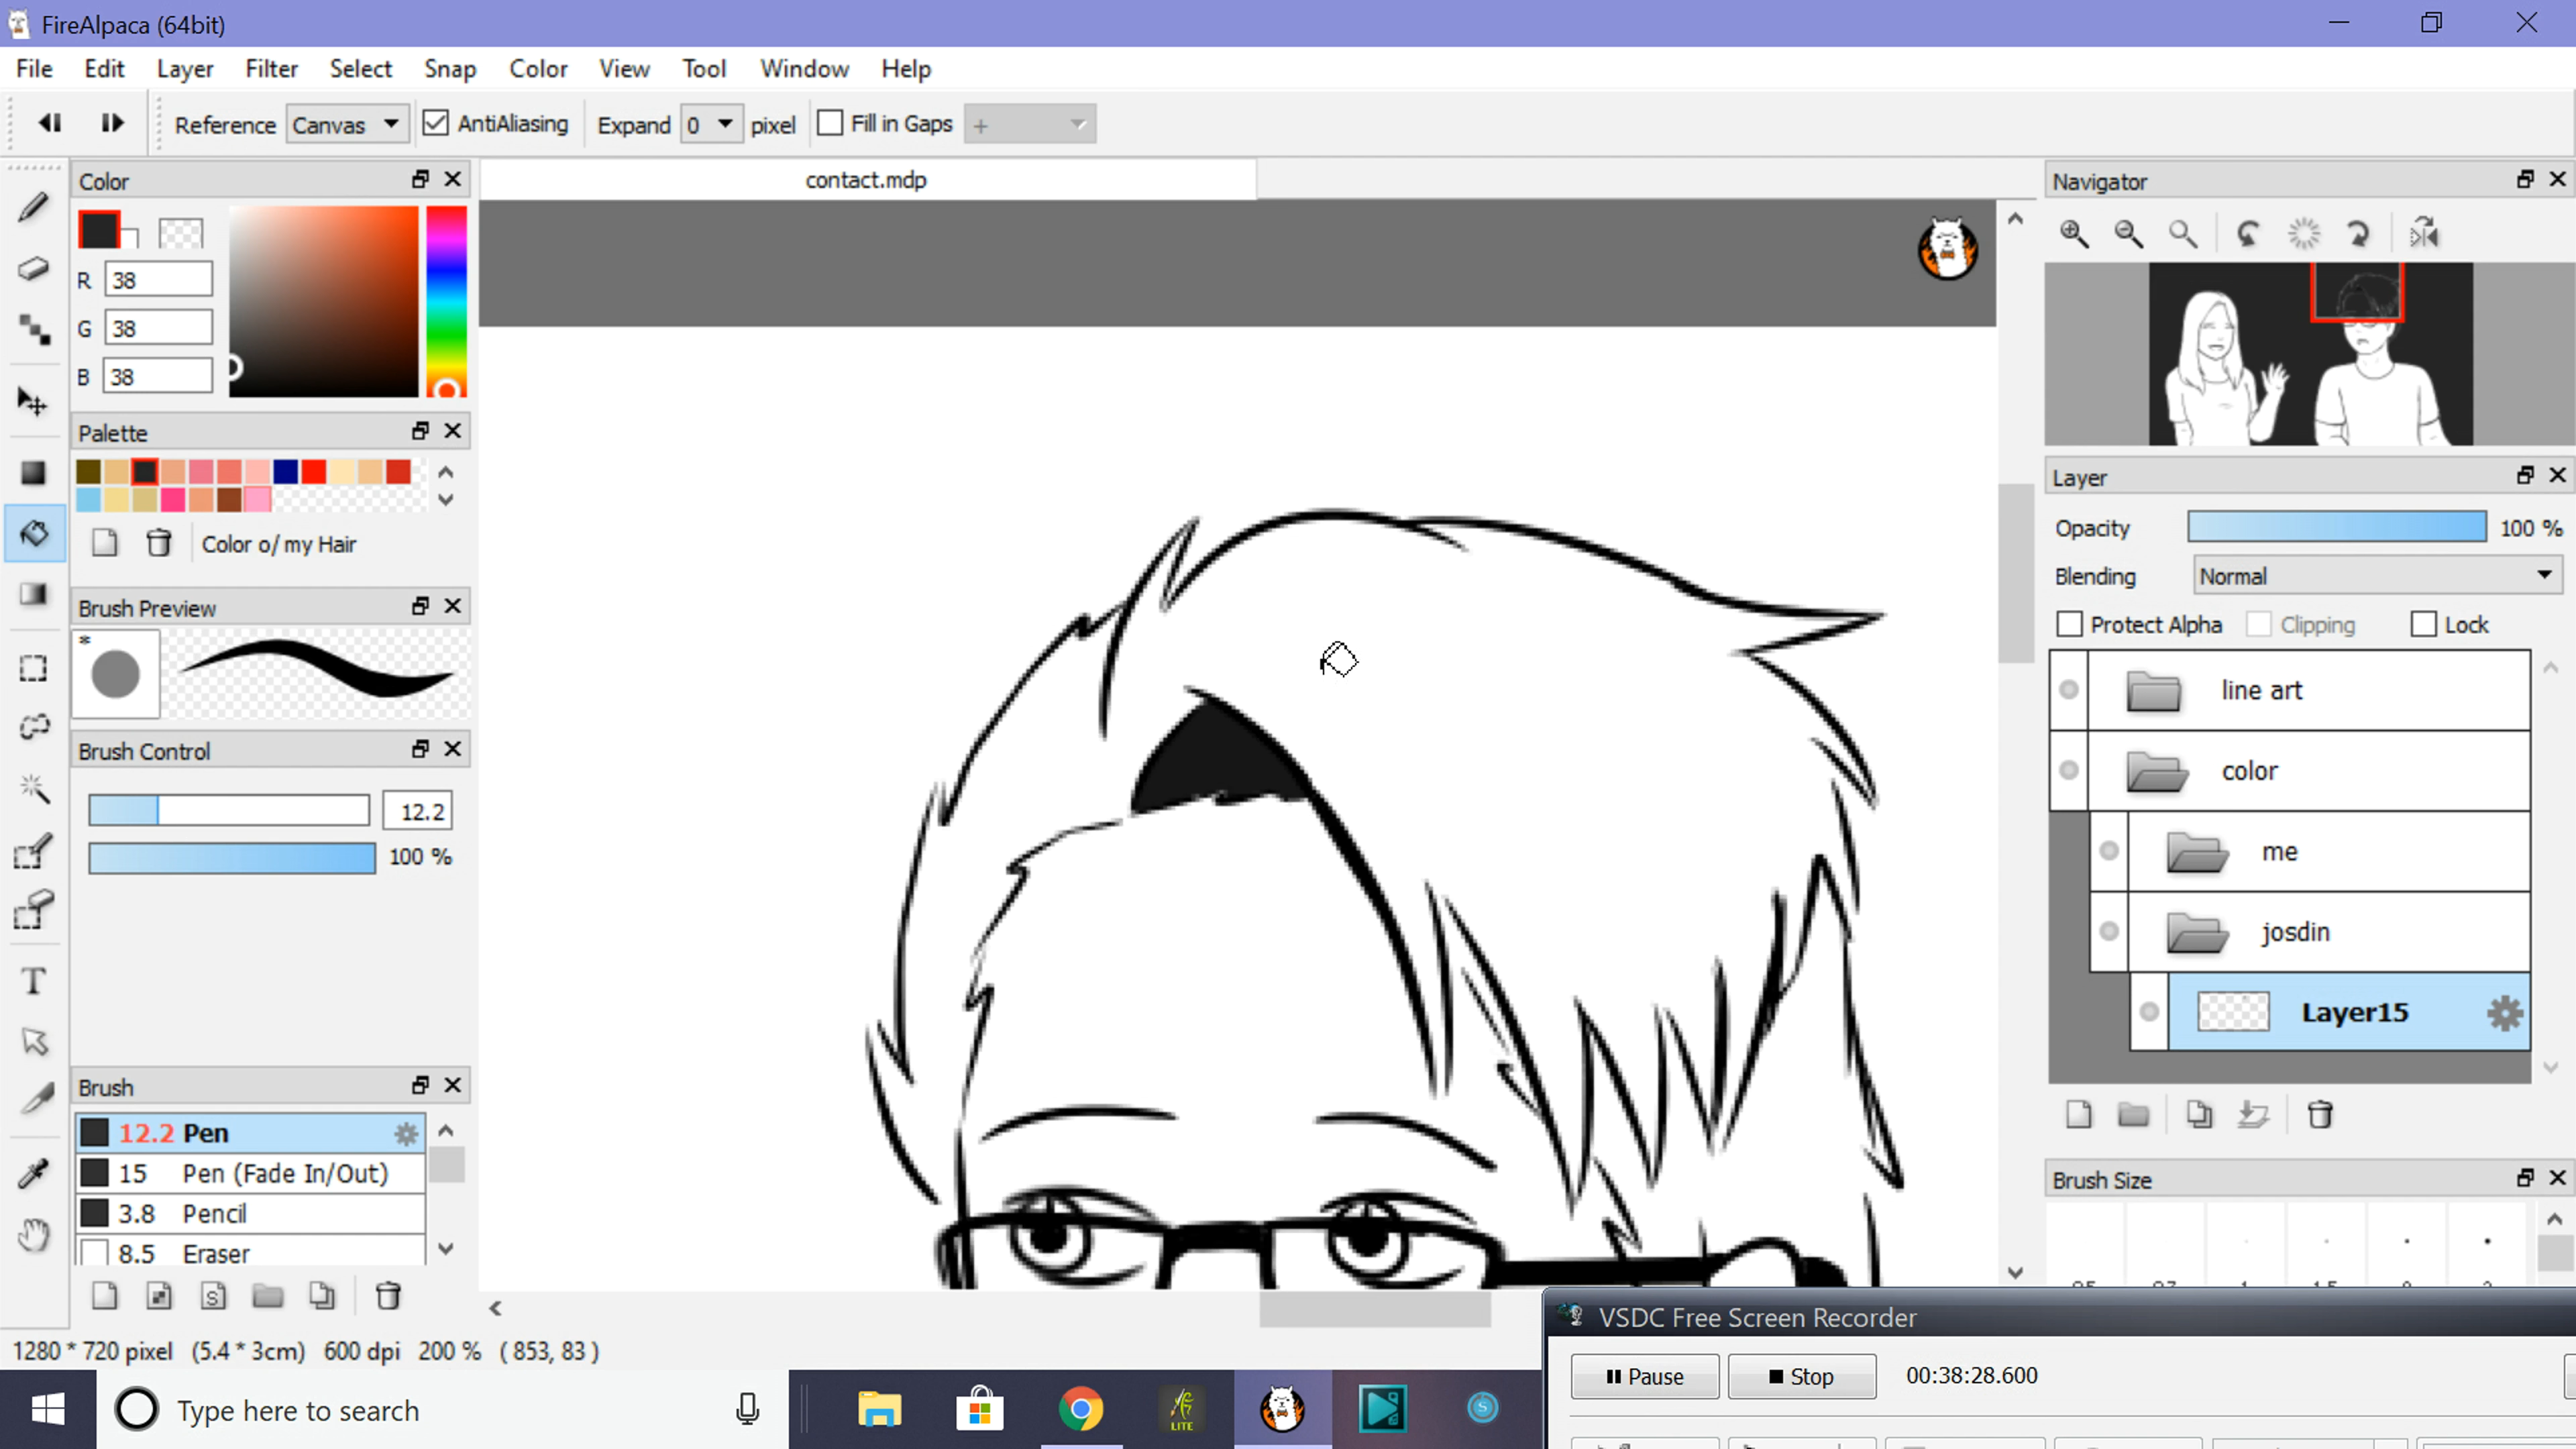 FireAlpaca (64bit)
File Edit Layer Filter Select Snap Color View Tool Window Help
Reference Canvas AntiAliasing Expand 0 pixel Fill in Gaps +
Color
contact.mdp
Navigator
R 38
G 38
B 38
Palette
Color o/ my Hair
Layer
Opacity 100 %
Blending Normal
Protect Alpha Clipping Lock
line art
color
me
josdin
Layer15
Brush Preview
*
Brush Control
12.2
100 %
Brush
12.2 Pen
15 Pen (Fade In/Out)
3.8 Pencil
8.5 Eraser
S
T
Brush Size
1280 * 720 pixel (5.4 * 3cm) 600 dpi 200 % ( 853, 83 )
VSDC Free Screen Recorder
Pause Stop 00:38:28.600
Type here to search
LITE
S